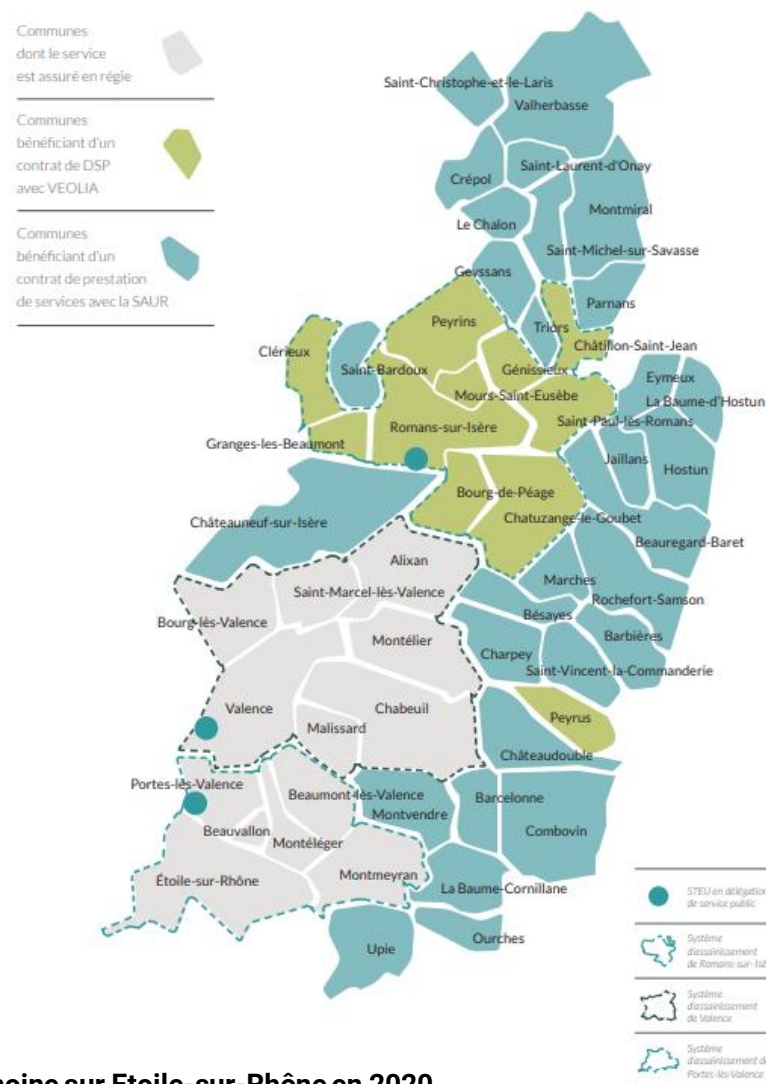 Communes
dont le service
est assuré en régie
Communes
bénéficiant d'un
contrat de DSP
avec VEOLIA
Communes
bénéficiant d'un
contrat de prestation
de services avec la SAUR
Saint-Christophe-et-le-Laris
Valherbasse
Saint-Laurent-d'Onay
Crépol
Montmiral
Le Chalon
Saint-Michel-sur-Savasse
Geyssans
Parnans
Peyrins
Triors
Châtillon-Saint-Jean
Clérieux
Saint-Bardoux
Génissieux
Eymeux
Mours-Saint-Eusèbe
La Baume-d'Hostun
Romans-sur-Isère
Saint-Paul-lès-Romans
Granges-les-Beaumont
Jaillans
Hostun
Bourg-de-Péage
Châteauneuf-sur-Isère
Chatuzange-le-Goubet
Beauregard-Baret
Alixan
Marches
Saint-Marcel-lès-Valence
Rochefort-Samson
Bourg-lès-Valence
Bésayes
Montélier
Barbières
Charpey
Saint-Vincent-la-Commanderie
Valence
Chabeuil
Peyrus
Malissard
Châteaudouble
Portes-lès-Valence
Beaumont-lès-Valence
Barcelonne
Montvendre
Beauvallon
Combovin
Montéléger
Étoile-sur-Rhône
Montmeyran
La Baume-Cornillane
Upie
Ourches
STEU en délégation
de service public
Système
d'assainissement
de Romans-sur-Isè
Système
d'assainissement
de Valence
Système
d'assainissement de
Portes-lès-Valence
sur Etoile-sur-Rhône en 2020